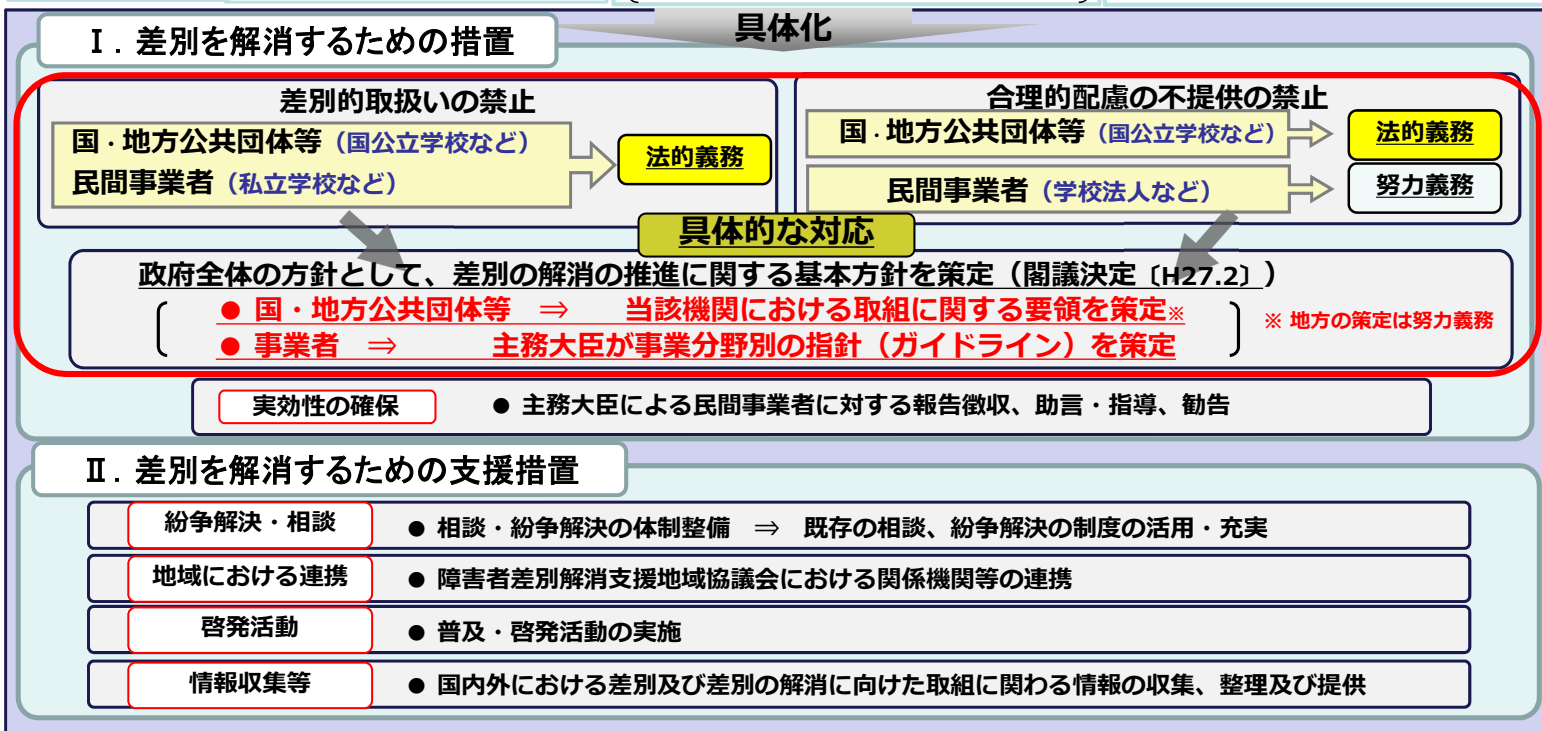 具体化
Ⅰ. 差別を解消するための措置
差別的取扱いの禁止
国・地方公共団体等（国公立学校など）
民間事業者（私立学校など）
法的義務
合理的配慮の不提供の禁止
国・地方公共団体等（国公立学校など）
法的義務
民間事業者（学校法人など）
努力義務
具体的な対応
政府全体の方針として、差別の解消の推進に関する基本方針を策定（閣議決定〔H27.2〕）
● 国・地方公共団体等 ⇒ 当該機関における取組に関する要領を策定※
● 事業者 ⇒ 主務大臣が事業分野別の指針（ガイドライン）を策定
※ 地方の策定は努力義務
実効性の確保
● 主務大臣による民間事業者に対する報告徴収、助言・指導、勧告
Ⅱ. 差別を解消するための支援措置
紛争解決・相談
● 相談・紛争解決の体制整備 ⇒ 既存の相談、紛争解決の制度の活用・充実
地域における連携
● 障害者差別解消支援地域協議会における関係機関等の連携
啓発活動
● 普及・啓発活動の実施
情報収集等
● 国内外における差別及び差別の解消に向けた取組に関わる情報の収集、整理及び提供